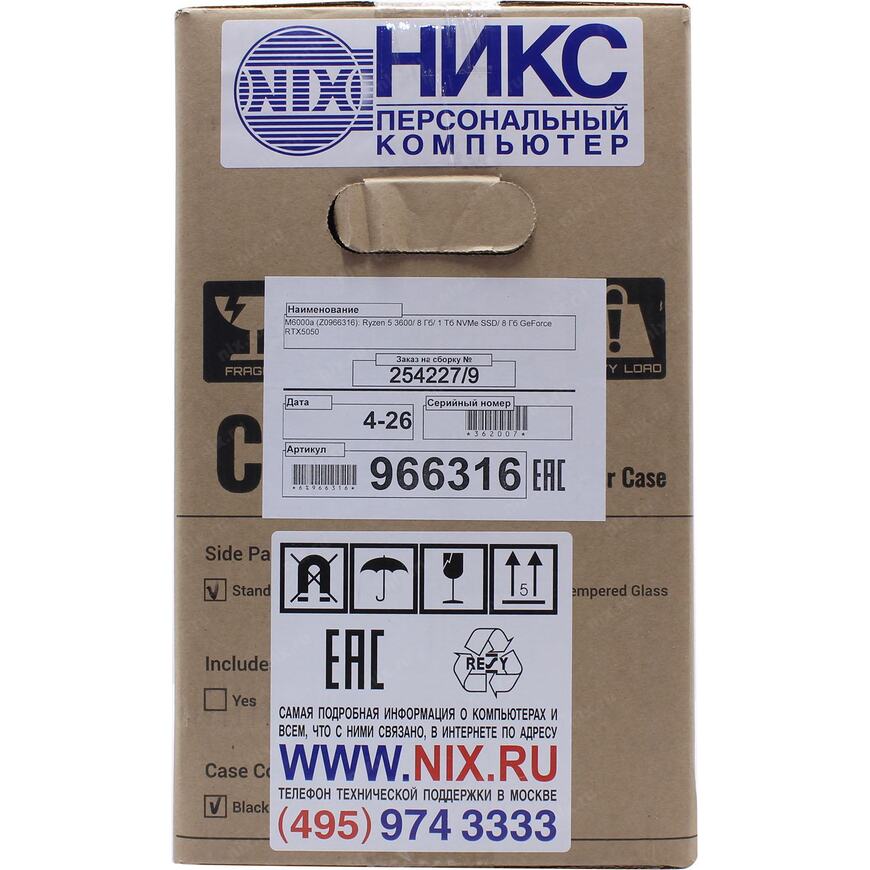 NIX
НИКС
ПЕРСОНАЛЬНЫЙ
КОМПЬЮТЕР
Наименование
M6000a (Z0966316): Ryzen 5 3600/ 8 Гб/ 1 Тб NVMe SSD/ 8 Гб GeForce
RTX5050
FRAG
Y LOAD
Заказ на сборку №
254227/9
Дата
4-26
Серийный номер
*362007*
Артикул
966316
EAC
C
r Case
Side Pa
Stand
empered Glass
5
Include
Yes
EAC
RESY
САМАЯ ПОДРОБНАЯ ИНФОРМАЦИЯ О КОМПЬЮТЕРАХ И
ВСЕМ, ЧТО С НИМИ СВЯЗАНО, В ИНТЕРНЕТЕ ПО АДРЕСУ
WWW.NIX.RU
Case Co
Black
ТЕЛЕФОН ТЕХНИЧЕСКОЙ ПОДДЕРЖКИ В МОСКВЕ
(495) 974 3333